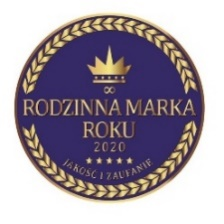 RODZINNA MARKA
ROKU
2020
JAKOŚĆ I ZAUFANIE